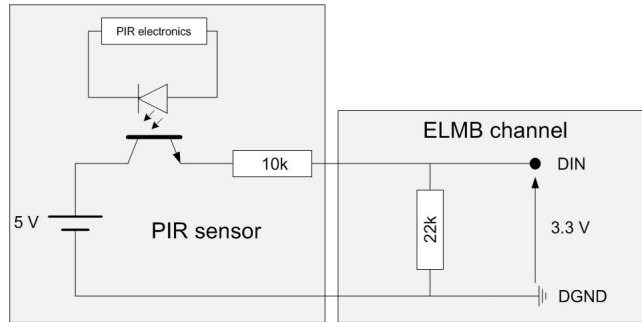 PIR electronics
ELMB channel
10k
DIN
5 V
PIR sensor
22k
3.3 V
DGND